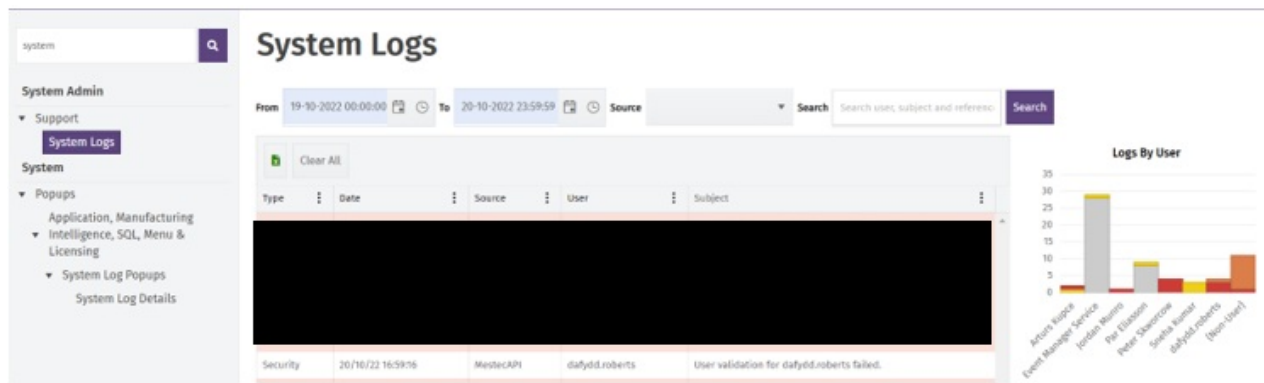 system
System Logs
System Admin
Support
System Logs
System
Popups
Application, Manufacturing
Intelligence, SQL, Menu &
Licensing
System Log Popups
System Log Details
From 19-10-2022 00:00:00 To 20-10-2022 23:59:59 Source Search Search user, subject and referenc Search
Clear All
Type Date Source User Subject
Security 20/10/22 16:59:16 MestecAPI dafydd.roberts User validation for dafydd.roberts failed.
Logs By User
35
30
25
20
15
10
5
0
Arturs Kupce
Event Manager Service
Jordan Munro
Par Eliasson
Peter Skworcow
Sneha Kumar
dafydd.roberts
(Non-User)